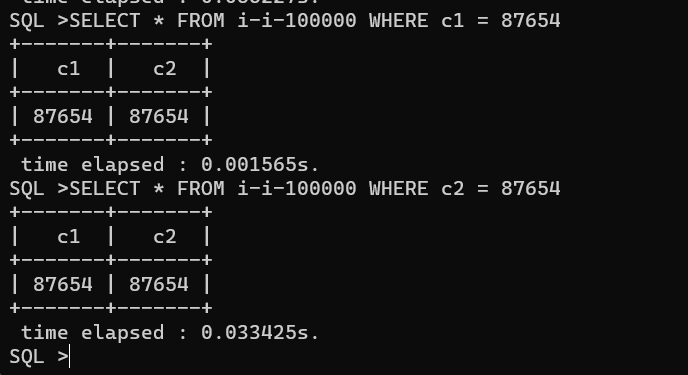 SQL >SELECT * FROM i-i-100000 WHERE c1 = 87654
+-------+-------+
|   c1  |   c2  |
+-------+-------+
| 87654 | 87654 |
+-------+-------+
 time elapsed : 0.001565s.
SQL >SELECT * FROM i-i-100000 WHERE c2 = 87654
+-------+-------+
|   c1  |   c2  |
+-------+-------+
| 87654 | 87654 |
+-------+-------+
 time elapsed : 0.033425s.
SQL >